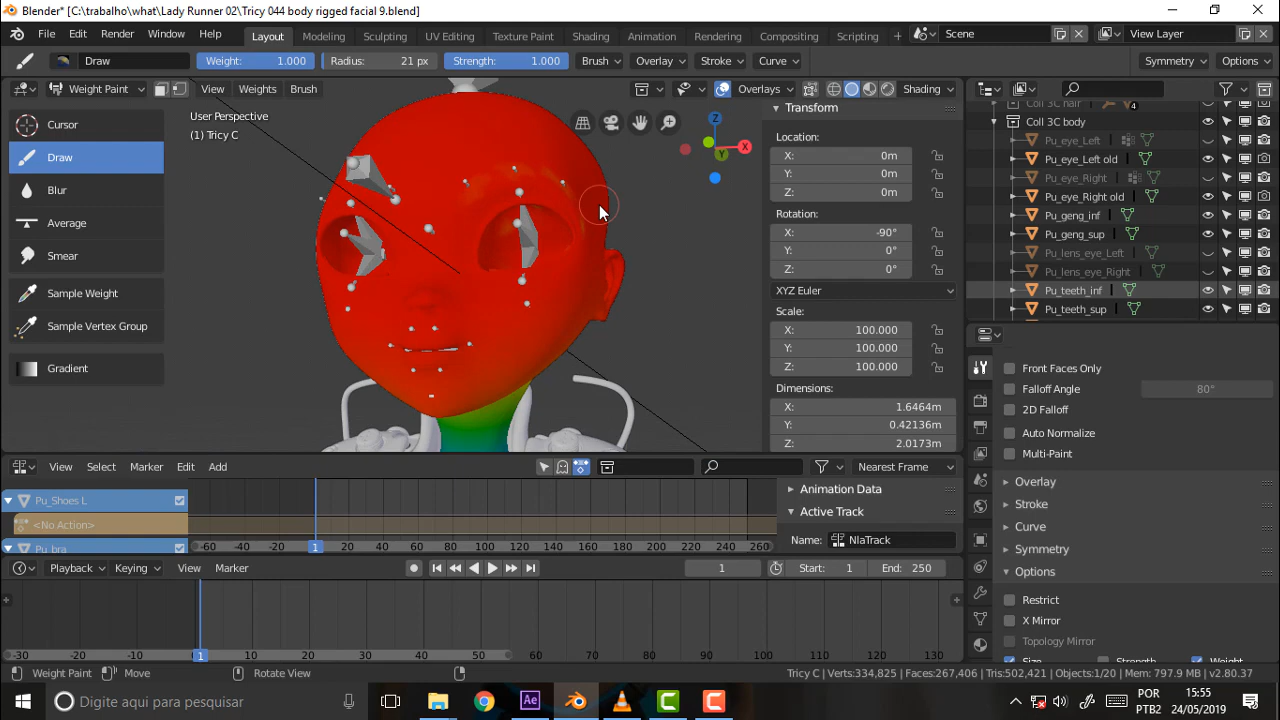 Blender* [C:\trabalho\what\Lady Runner 02\Tricy 044 body rigged facial 9.blend]
File Edit Render Window Help Layout Modeling Sculpting UV Editing Texture Paint Shading Animation Rendering Compositing Scripting + Scene View Layer
Draw Weight: 1.000 Radius: 21 px Strength: 1.000 Brush Overlay Stroke Curve Symmetry Options
Weight Paint View Weights Brush Overlays Shading
Coll 3C hair 4
Transform
Coll 3C body
User Perspective
(1) Tricy C
Cursor
Draw
Blur
Average
Smear
Sample Weight
Sample Vertex Group
Gradient
Z
X
Y
Location:
X: 0m
Y: 0m
Z: 0m
Rotation:
X: -90°
Y: 0°
Z: 0°
XYZ Euler
Scale:
X: 100.000
Y: 100.000
Z: 100.000
Dimensions:
X: 1.6464m
Y: 0.42136m
Z: 2.0173m
Pu_eye_Left
Pu_eye_Left old
Pu_eye_Right
Pu_eye_Right old
Pu_geng_inf
Pu_geng_sup
Pu_lens_eye_Left
Pu_lens_eye_Right
Pu_teeth_inf
Pu_teeth_sup
Front Faces Only
Falloff Angle 80°
2D Falloff
Auto Normalize
Multi-Paint
Overlay
Stroke
Curve
Symmetry
Options
Restrict
X Mirror
Topology Mirror
Size Strength Weight
View Select Marker Edit Add Nearest Frame
Pu_Shoes L
<No Action>
Pu_bra
-60 -40 -20 1 20 40 60 80 100 120 140 160 180 200 220 240 260
Animation Data
Active Track
Name: NlaTrack
Playback Keying View Marker 1 Start: 1 End: 250
-30 -20 -10 1 10 20 30 40 50 60 70 80 90 100 110 120 130
Weight Paint Move Rotate View Tricy C | Verts:334,825 | Faces:267,406 | Tris:502,421 | Objects:1/20 | Mem: 797.9 MB | v2.80.37
Digite aqui para pesquisar
Ae
POR
PTB2
15:55
24/05/2019